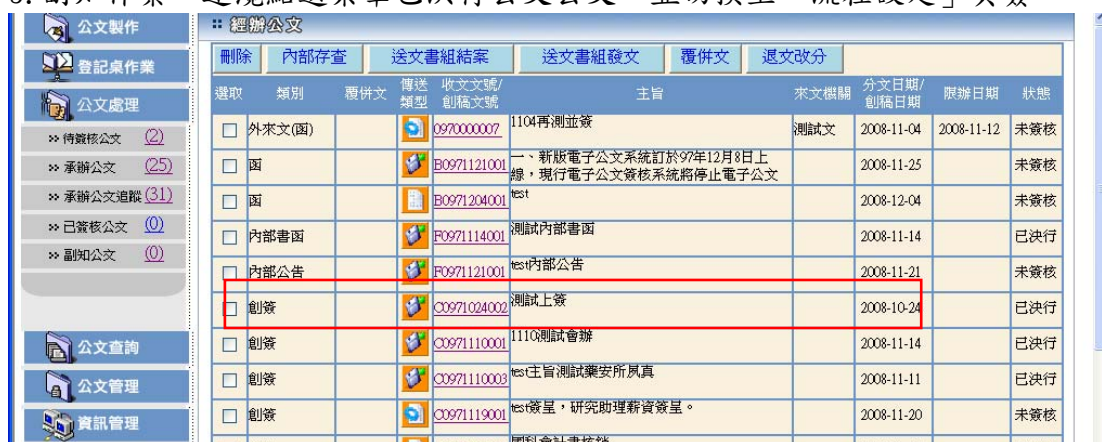 公文製作
登記桌作業
公文處理
待簽核公文 (2)
承辦公文 (25)
承辦公文追蹤 (31)
已簽核公文 (0)
副知公文 (0)
公文查詢
公文管理
資訊管理
經辦公文
刪除 內部存查 送文書組結案 送文書組發文 覆併文 退文改分
選取 類別 覆併文 傳送類型 收文文號/創稿文號 主旨 來文機關 分文日期/創稿日期 限辦日期 狀態
外來文(函) 0970000007 1104再測並簽 測試文 2008-11-04 2008-11-12 未簽核
函 B0971121001 一、新版電子公文系統訂於97年12月8日上
線，現行電子公文簽核系統將停止電子公文 2008-11-25 未簽核
函 B0971204001 test 2008-12-04 未簽核
內部書函 F0971114001 測試內部書函 2008-11-14 已決行
內部公告 F0971121001 test內部公告 2008-11-21 未簽核
創簽 C0971024002 測試上簽 2008-10-24 已決行
創簽 C0971110001 1110測試會辦 2008-11-14 已決行
創簽 C0971110003 test主旨測試藥安所夙真 2008-11-11 已決行
創簽 C0971119001 test簽呈，研究助理薪資簽呈。 2008-11-20 未簽核